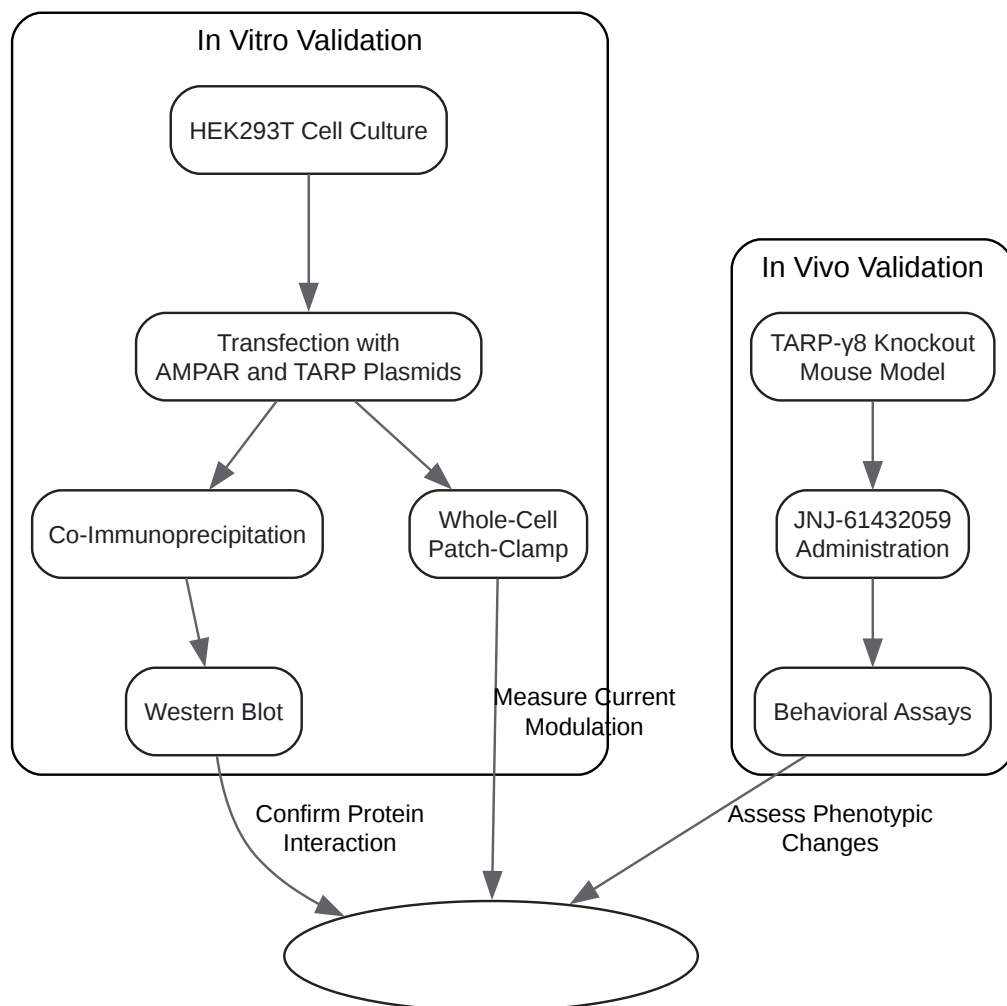 In Vitro Validation
HEK293T Cell Culture
Transfection with
AMPAR and TARP Plasmids
Co-Immunoprecipitation
Whole-Cell
Patch-Clamp
Western Blot
Measure Current
Modulation
Confirm Protein
Interaction
In Vivo Validation
TARP-γ8 Knockout
Mouse Model
JNJ-61432059
Administration
Behavioral Assays
Assess Phenotypic
Changes